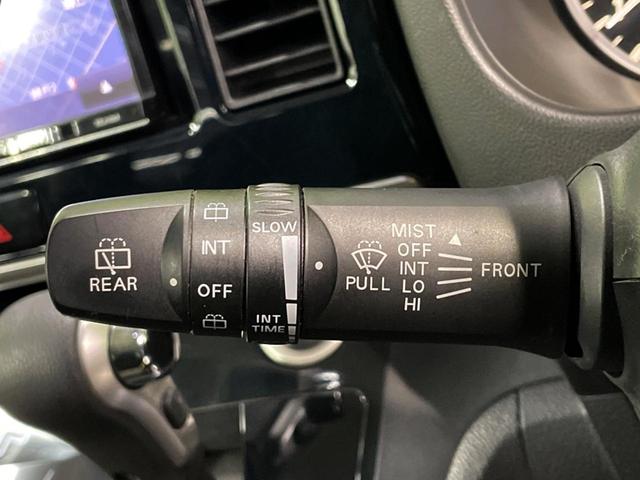 REAR
INT
OFF
SLOW
INT
TIME
PULL
MIST
OFF
INT
LO
HI
FRONT